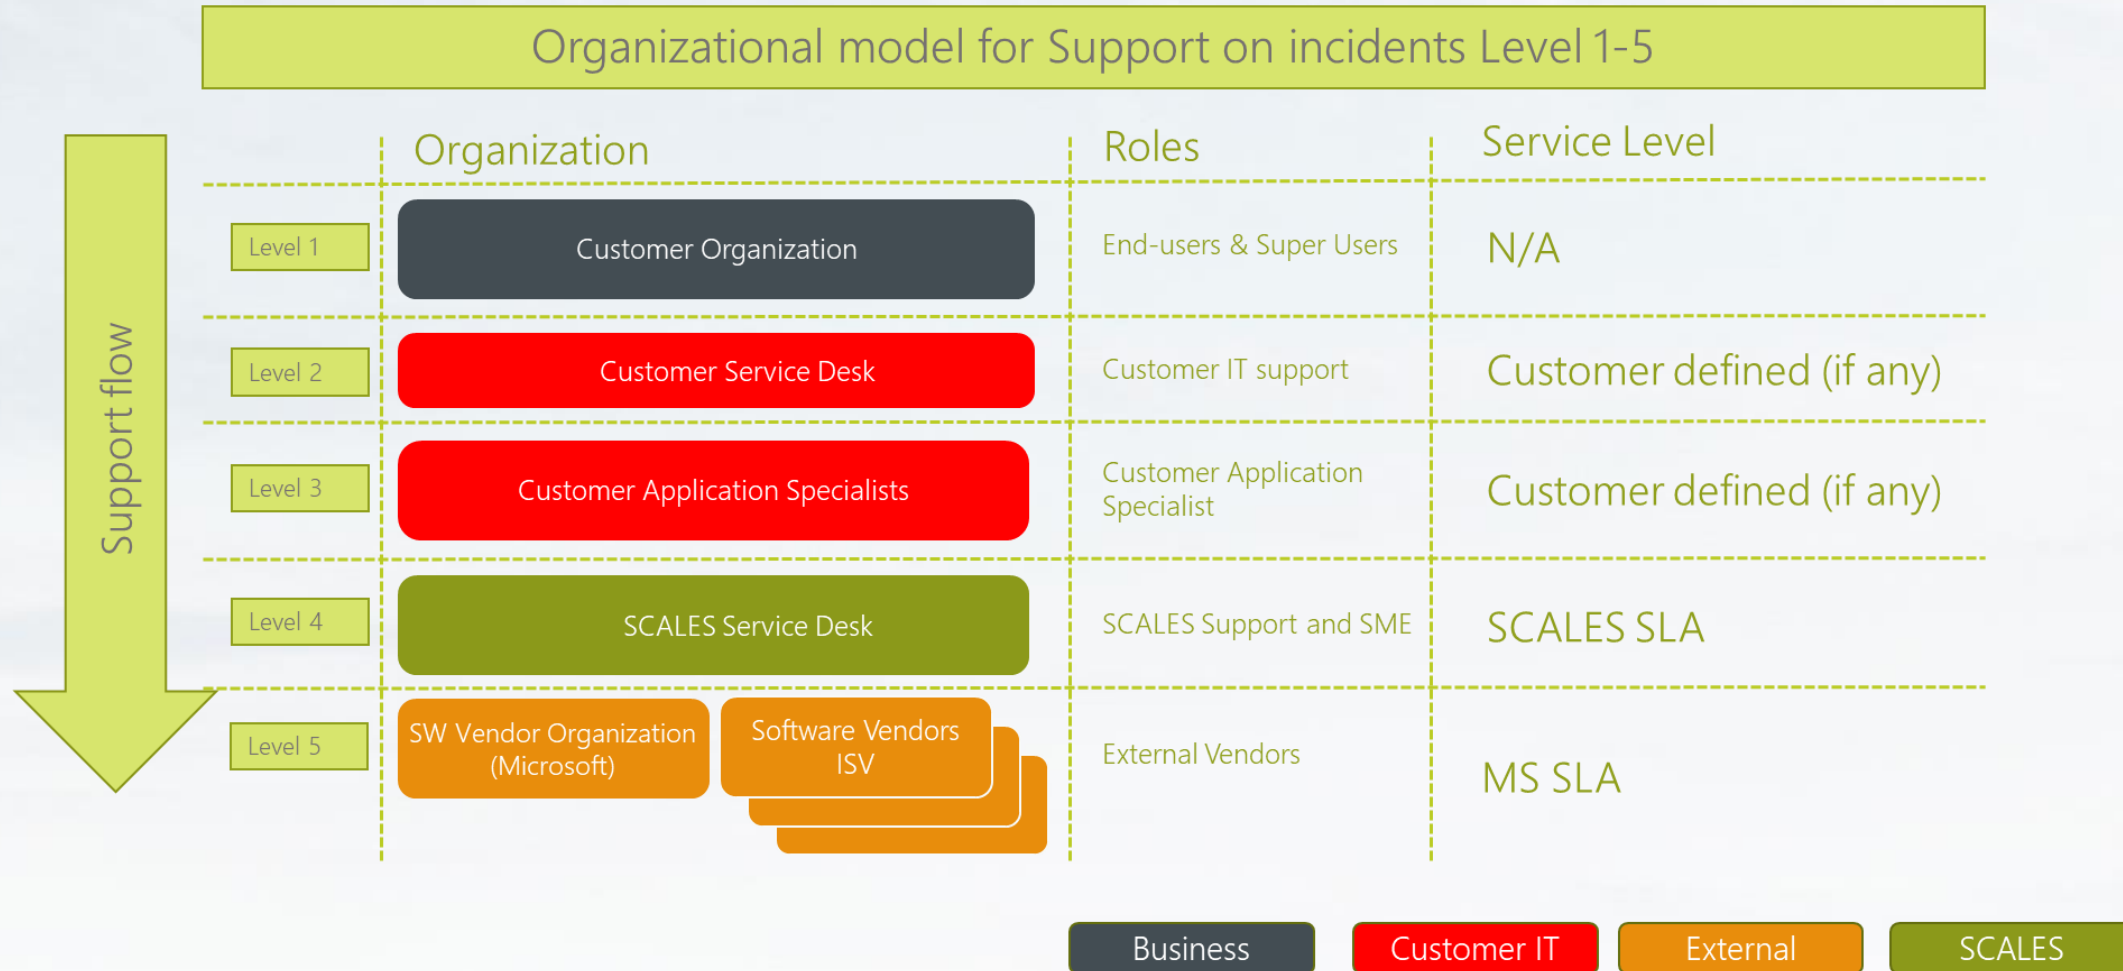 Organizational model for Support on incidents Level 1-5
Organization
Roles
Service Level
Support flow
Level 1
Customer Organization
End-users & Super Users
N/A
Level 2
Customer Service Desk
Customer IT support
Customer defined (if any)
Level 3
Customer Application Specialists
Customer Application
Specialist
Customer defined (if any)
Level 4
SCALES Service Desk
SCALES Support and SME
SCALES SLA
Level 5
SW Vendor Organization
(Microsoft)
Software Vendors
ISV
External Vendors
MS SLA
Business
Customer IT
External
SCALES